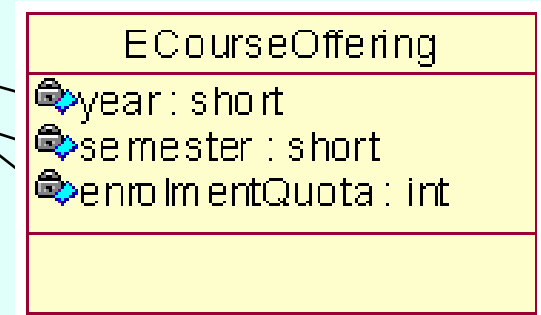 ECourseOffering
year : short
semester : short
enrolmentQuota : int